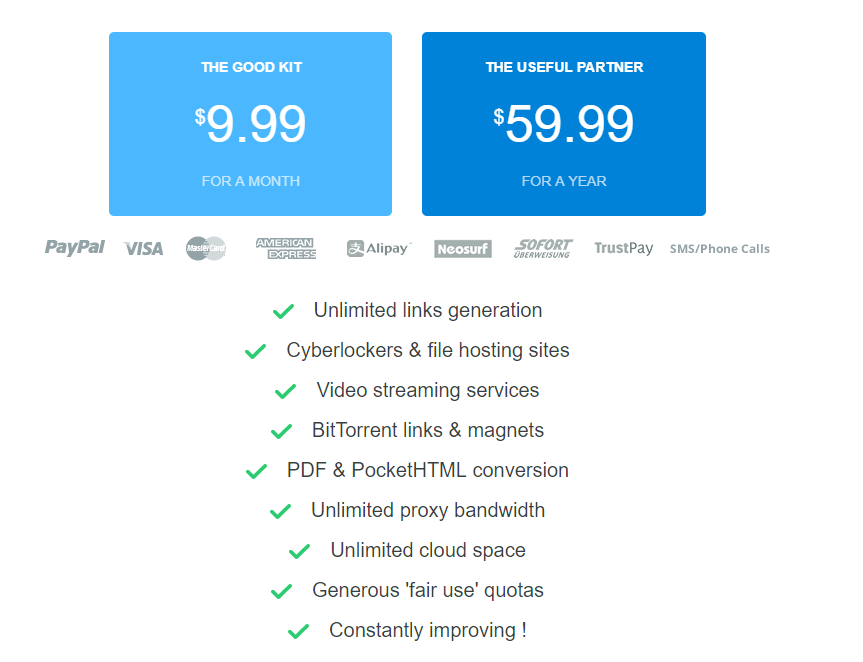 THE GOOD KIT
$9.99
FOR A MONTH
THE USEFUL PARTNER
$59.99
FOR A YEAR
PayPal VISA MasterCard AMERICAN EXPRESS Alipay Neosurf SOFORT ÜBERWEISUNG TrustPay SMS/Phone Calls
Unlimited links generation
Cyberlockers & file hosting sites
Video streaming services
BitTorrent links & magnets
PDF & PocketHTML conversion
Unlimited proxy bandwidth
Unlimited cloud space
Generous 'fair use' quotas
Constantly improving !